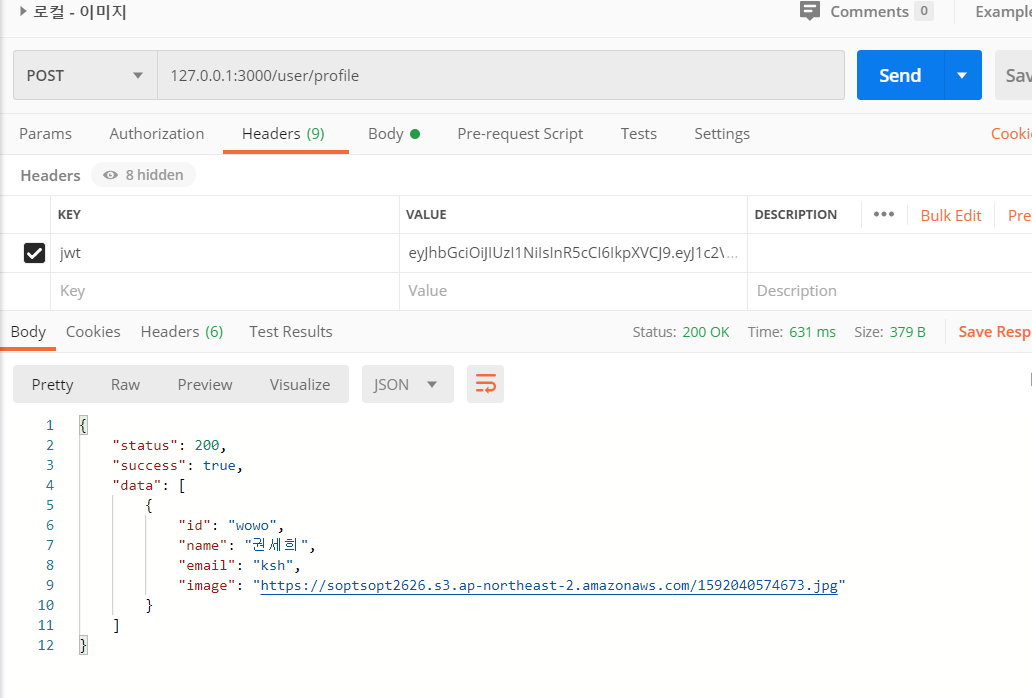 로컬 - 이미지 Comments 0 Example
POST 127.0.0.1:3000/user/profile Send Sav
Params Authorization Headers (9) Body Pre-request Script Tests Settings Cooki
Headers 8 hidden
KEY VALUE DESCRIPTION ••• Bulk Edit Pre
jwt eyJhbGciOiJIUzI1NiIsInR5cCI6IkpXVCJ9.eyJ1c2V...
Key Value Description
Body Cookies Headers (6) Test Results Status: 200 OK Time: 631 ms Size: 379 B Save Resp
Pretty Raw Preview Visualize JSON
1 {
2 "status": 200,
3 "success": true,
4 "data": [
5 {
6 "id": "wowo",
7 "name": "권세희",
8 "email": "ksh",
9 "image": "https://soptsopt2626.s3.ap-northeast-2.amazonaws.com/1592040574673.jpg"
10 }
11 ]
12 }